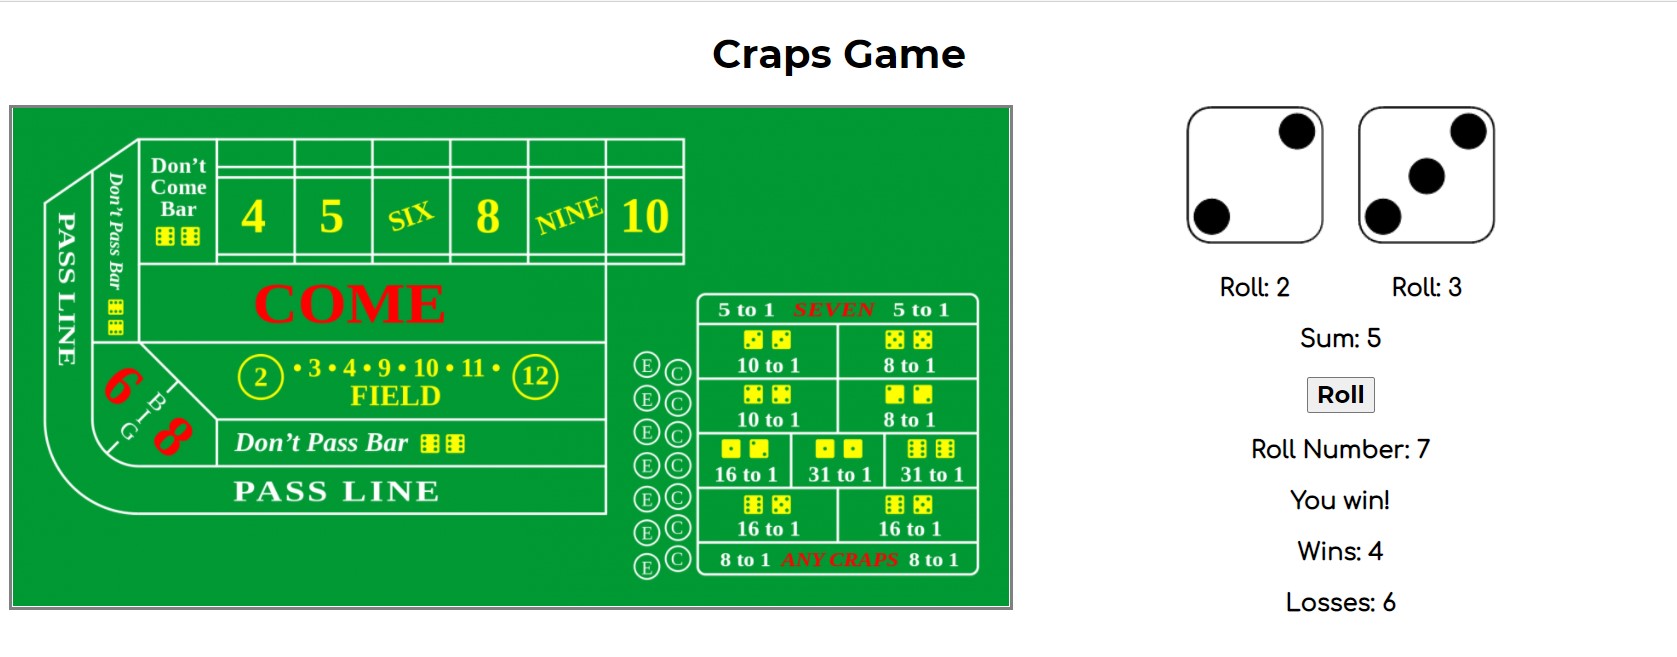 Craps Game
PASS LINE
Don't Pass Bar
Don't
Come
Bar
4 5 SIX 8 NINE 10
COME
2 • 3 • 4 • 9 • 10 • 11 • 12
FIELD
6 BIG 8
Don't Pass Bar
PASS LINE
E C
E C
E C
E C
E C
E C
E C
5 to 1 SEVEN 5 to 1
10 to 1 8 to 1
10 to 1 8 to 1
16 to 1 31 to 1 31 to 1
16 to 1 16 to 1
8 to 1 ANY CRAPS 8 to 1
Roll: 2 Roll: 3
Sum: 5
Roll
Roll Number: 7
You win!
Wins: 4
Losses: 6